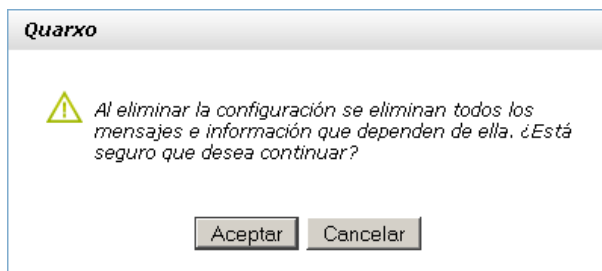 Quarxo
Al eliminar la configuración se eliminan todos los
mensajes e información que dependen de ella. ¿Está
seguro que desea continuar?
Aceptar Cancelar